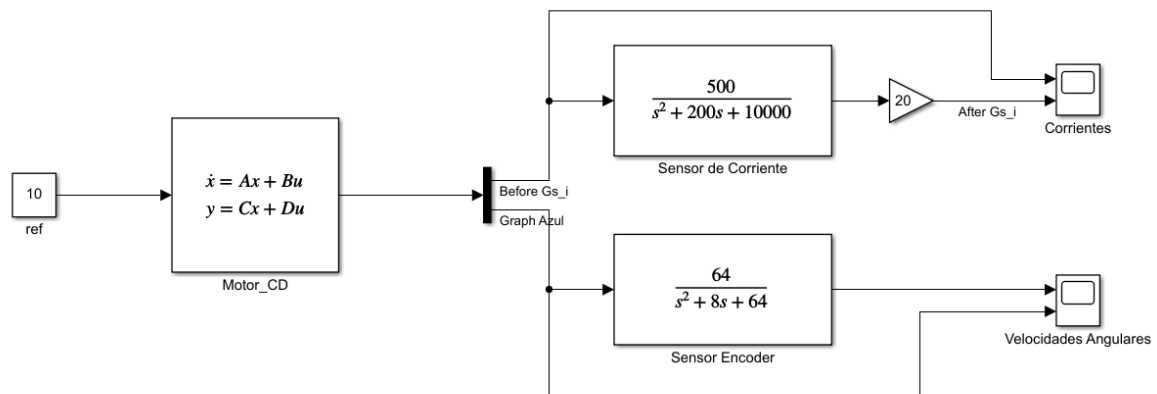 10
ref
ẋ = Ax + Bu
y = Cx + Du
Motor_CD
Before Gs_i
Graph Azul
500
s² + 200s + 10000
Sensor de Corriente
20
After Gs_i
Corrientes
64
s² + 8s + 64
Sensor Encoder
Velocidades Angulares